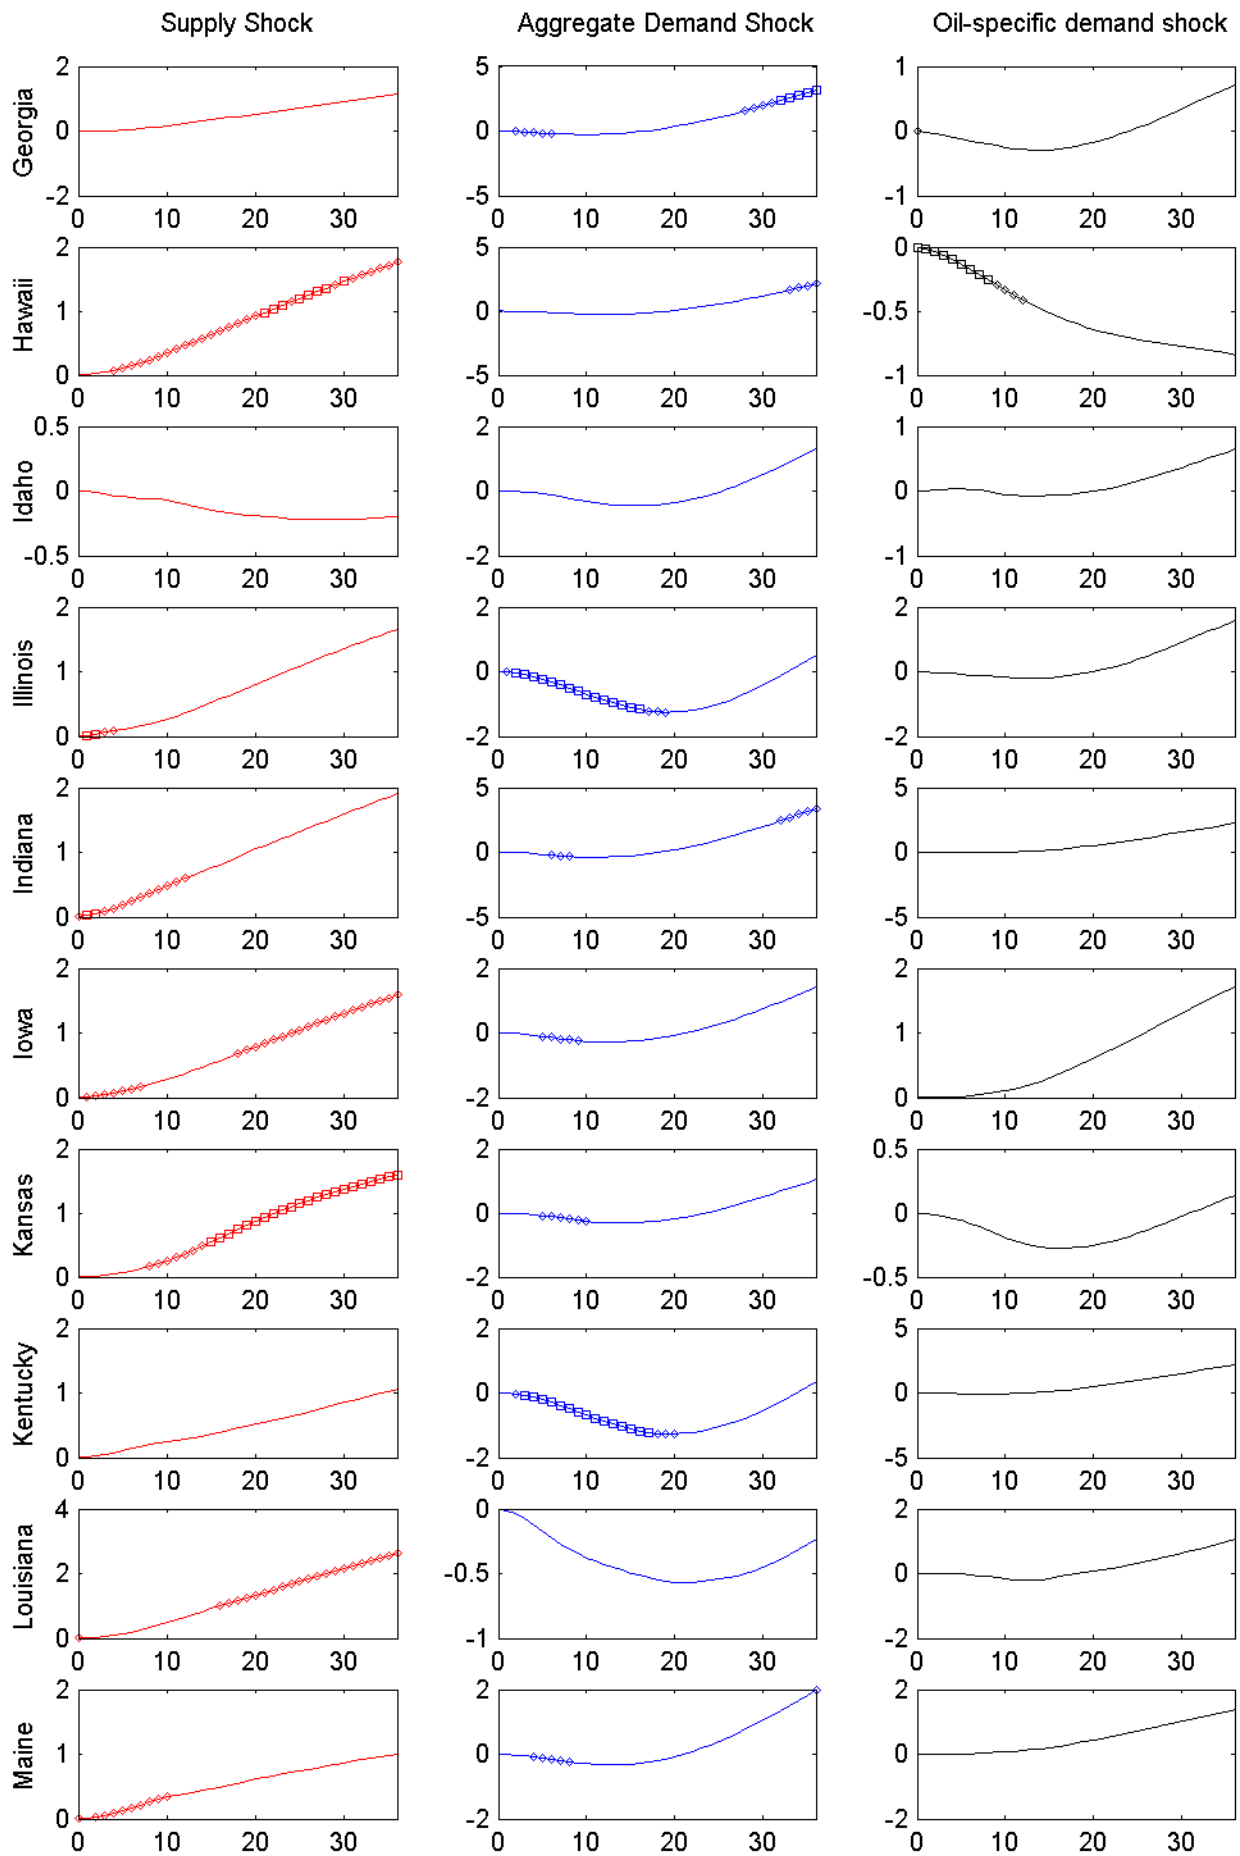 Supply Shock Aggregate Demand Shock Oil-specific demand shock
Georgia
2 5 1
0 0 0
-2 -5 -1
0 10 20 30 0 10 20 30 0 10 20 30
Hawaii
2 5 0
1 0 -0.5
0 -5 -1
0 10 20 30 0 10 20 30 0 10 20 30
Idaho
0.5 2 1
0 0 0
-0.5 -2 -1
0 10 20 30 0 10 20 30 0 10 20 30
Illinois
2 2 2
1 0 0
0 -2 -2
0 10 20 30 0 10 20 30 0 10 20 30
Indiana
2 5 5
1 0 0
0 -5 -5
0 10 20 30 0 10 20 30 0 10 20 30
Iowa
2 2 2
1 0 1
0 -2 0
0 10 20 30 0 10 20 30 0 10 20 30
Kansas
2 2 0.5
1 0 0
0 -2 -0.5
0 10 20 30 0 10 20 30 0 10 20 30
Kentucky
2 2 5
1 0 0
0 -2 -5
0 10 20 30 0 10 20 30 0 10 20 30
Louisiana
4 0 2
2 -0.5 0
0 -1 -2
0 10 20 30 0 10 20 30 0 10 20 30
Maine
2 2 2
1 0 0
0 -2 -2
0 10 20 30 0 10 20 30 0 10 20 30